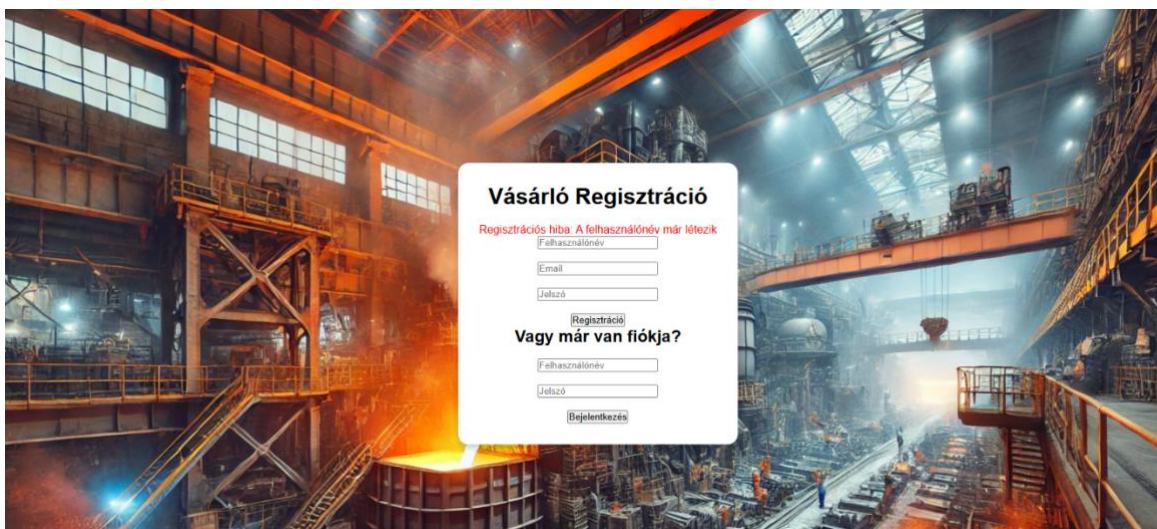 Vásárló Regisztráció
Regisztrációs hiba: A felhasználónév már létezik
Felhasználónév
Email
Jelszó
Regisztráció
Vagy már van fiókja?
Felhasználónév
Jelszó
Bejelentkezés